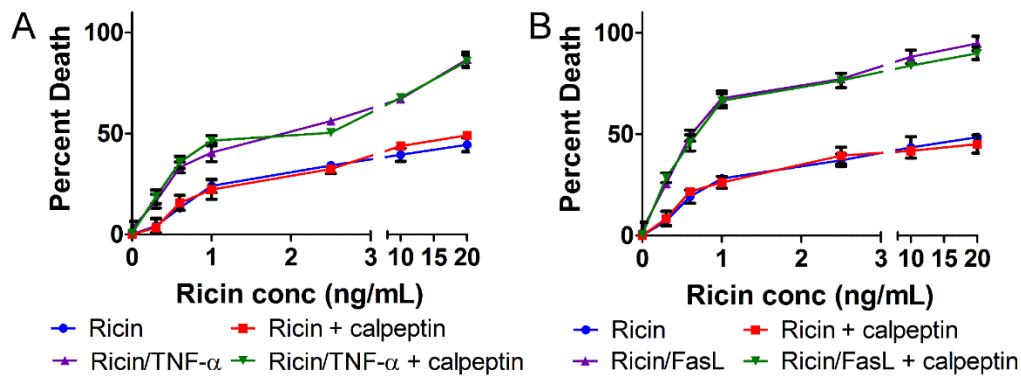 A
Percent Death
100
50
0
0 1 2 3 10 15 20
Ricin conc (ng/mL)
Ricin Ricin + calpeptin
Ricin/TNF-α Ricin/TNF-α + calpeptin
B
Percent Death
100
50
0
0 1 2 3 10 15 20
Ricin conc (ng/mL)
Ricin Ricin + calpeptin
Ricin/FasL Ricin/FasL + calpeptin